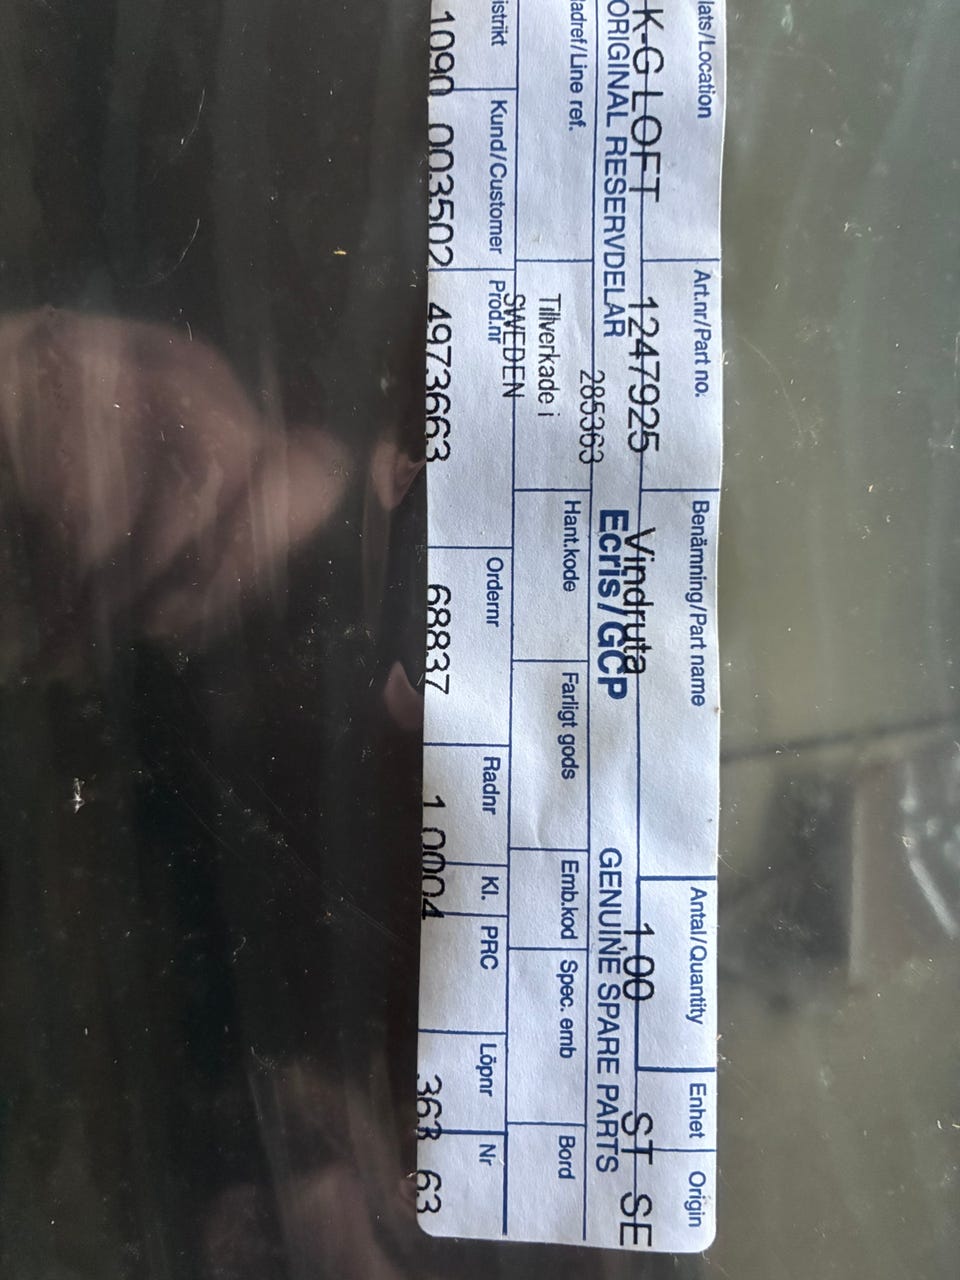 lats/Location Art.nr/Part no. Benämning/Part name Antal/Quantity Enhet Origin
K-G LOFT 1247925 Vindruta 1,00 ST SE
ORIGINAL RESERVDELAR 285363 Ecris/GCP GENUINE SPARE PARTS
ladref/Line ref. Tillverkade i Hant.kode Farligt gods Emb.kod Spec. emb Bord
SWEDEN
istrikt Kund/Customer Prod.nr Ordernr Radnr Kl. PRC Löpnr Nr
1090 003502 4973663 68837 1 0004 363 63